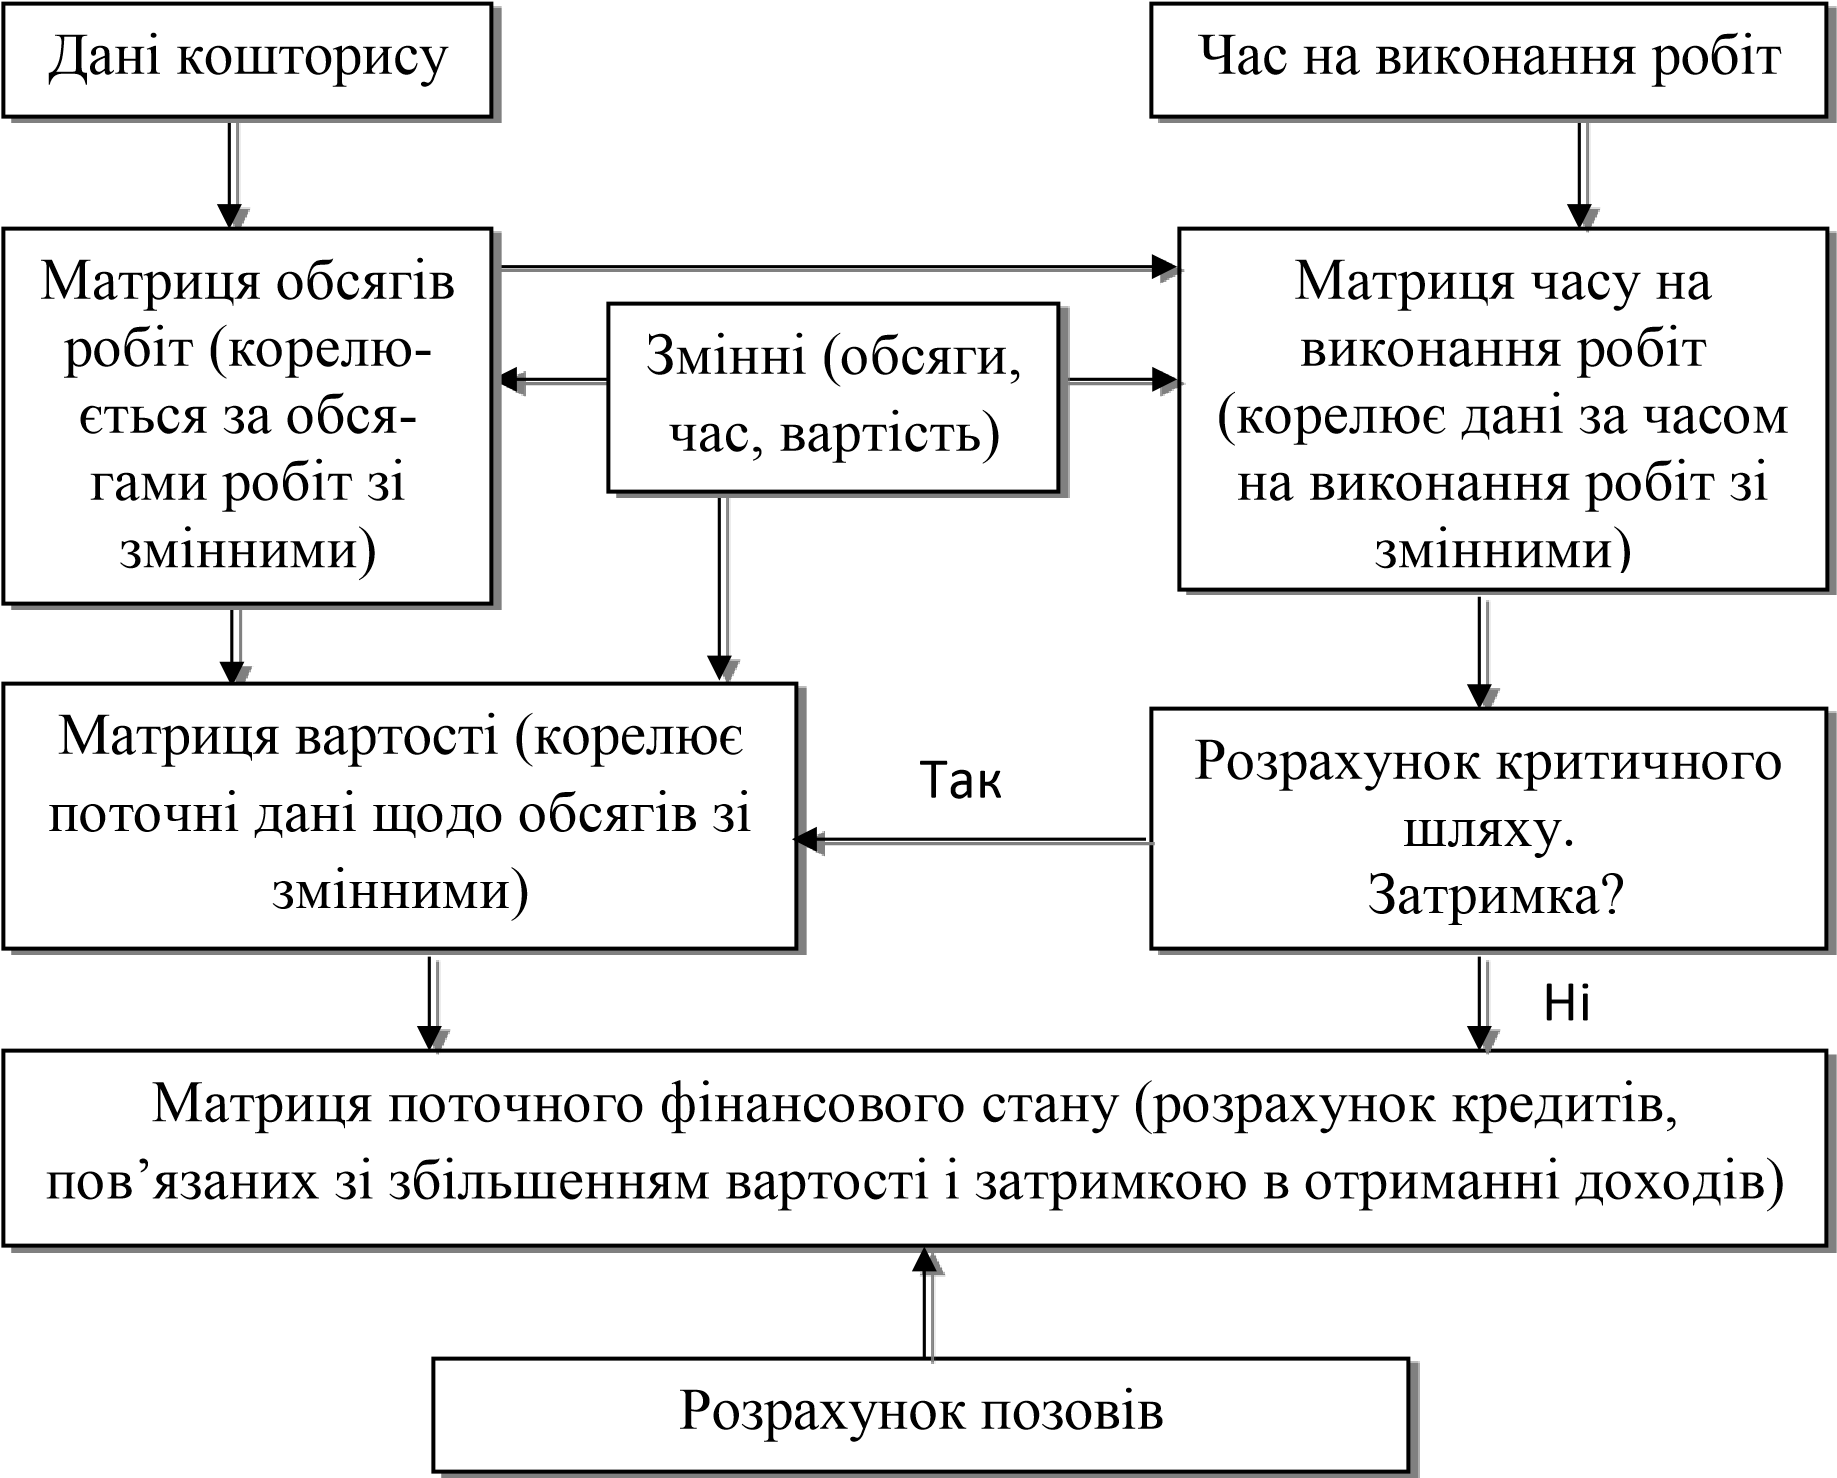 Дані кошторису
Час на виконання робіт
Матриця обсягів
робіт (корелю-
ється за обся-
гами робіт зі
змінними)
Змінні (обсяги,
час, вартість)
Матриця часу на
виконання робіт
(корелює дані за часом
на виконання робіт зі
змінними)
Матриця вартості (корелює
поточні дані щодо обсягів зі
змінними)
Так
Розрахунок критичного
шляху.
Затримка?
Ні
Матриця поточного фінансового стану (розрахунок кредитів,
пов’язаних зі збільшенням вартості і затримкою в отриманні доходів)
Розрахунок позовів